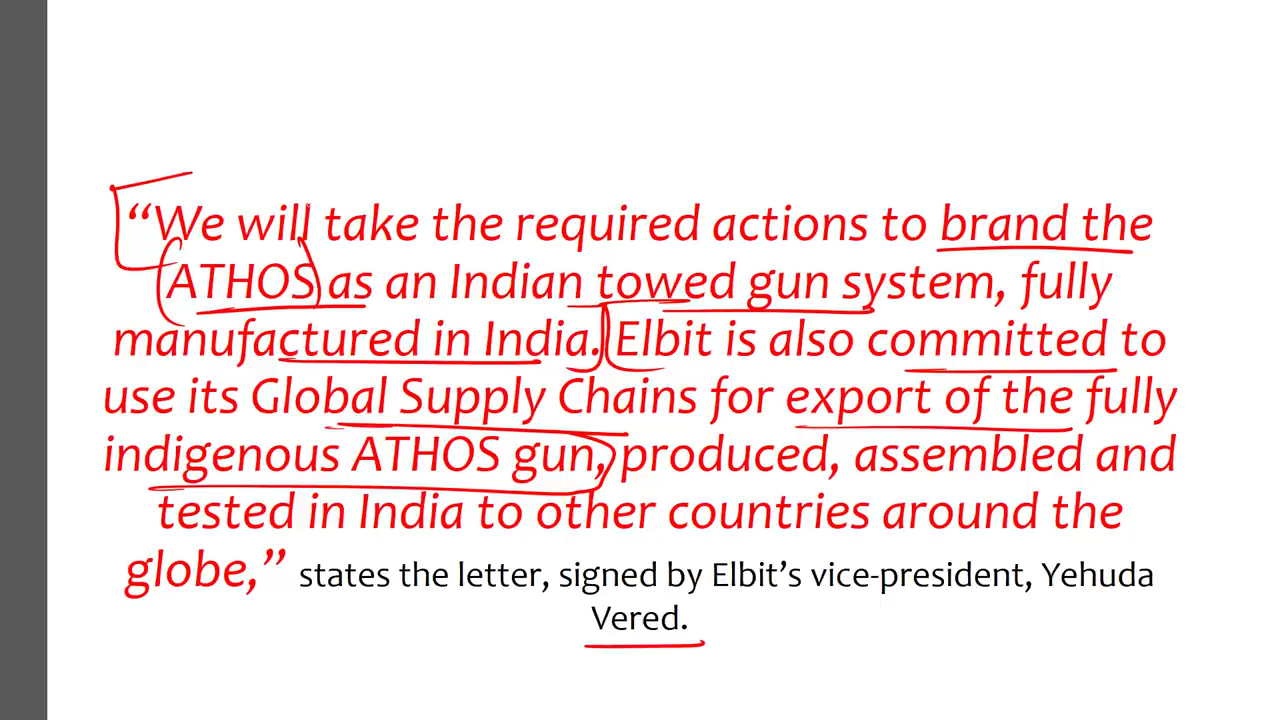 “We will take the required actions to brand the
ATHOS as an Indian towed gun system, fully
manufactured in India. Elbit is also committed to
use its Global Supply Chains for export of the fully
indigenous ATHOS gun, produced, assembled and
tested in India to other countries around the
globe,” states the letter, signed by Elbit’s vice-president, Yehuda
Vered.